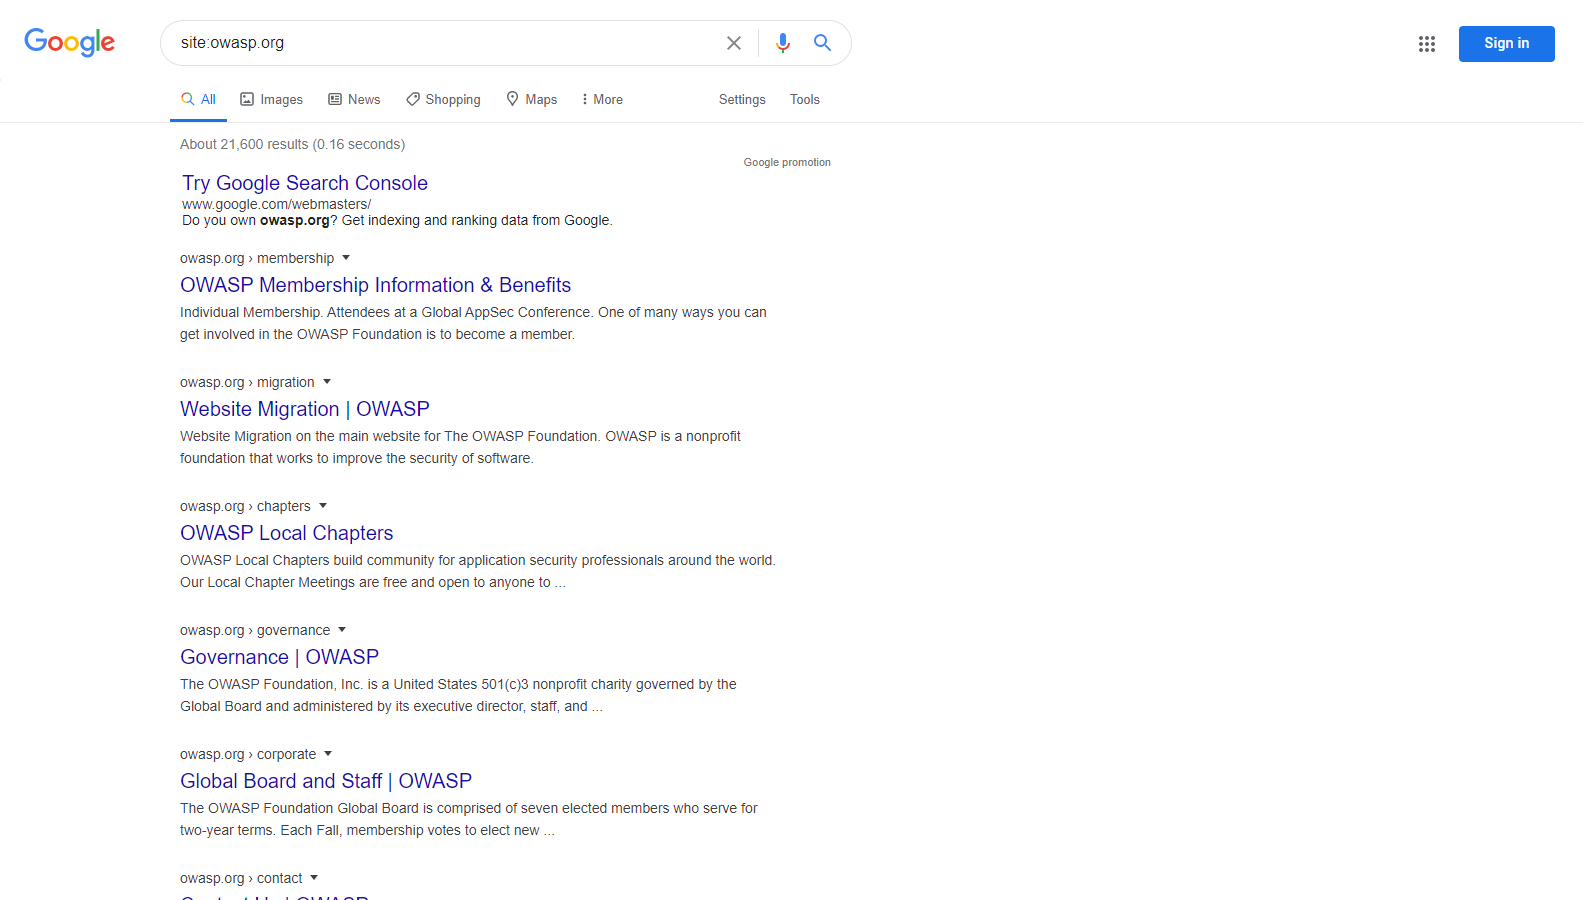 Google
site:owasp.org
Sign in
All Images News Shopping Maps More Settings Tools
About 21,600 results (0.16 seconds)
Google promotion
Try Google Search Console
www.google.com/webmasters/
Do you own owasp.org? Get indexing and ranking data from Google.
owasp.org › membership
OWASP Membership Information & Benefits
Individual Membership. Attendees at a Global AppSec Conference. One of many ways you can
get involved in the OWASP Foundation is to become a member.
owasp.org › migration
Website Migration | OWASP
Website Migration on the main website for The OWASP Foundation. OWASP is a nonprofit
foundation that works to improve the security of software.
owasp.org › chapters
OWASP Local Chapters
OWASP Local Chapters build community for application security professionals around the world.
Our Local Chapter Meetings are free and open to anyone to ...
owasp.org › governance
Governance | OWASP
The OWASP Foundation, Inc. is a United States 501(c)3 nonprofit charity governed by the
Global Board and administered by its executive director, staff, and ...
owasp.org › corporate
Global Board and Staff | OWASP
The OWASP Foundation Global Board is comprised of seven elected members who serve for
two-year terms. Each Fall, membership votes to elect new ...
owasp.org › contact
Contact Us | OWASP